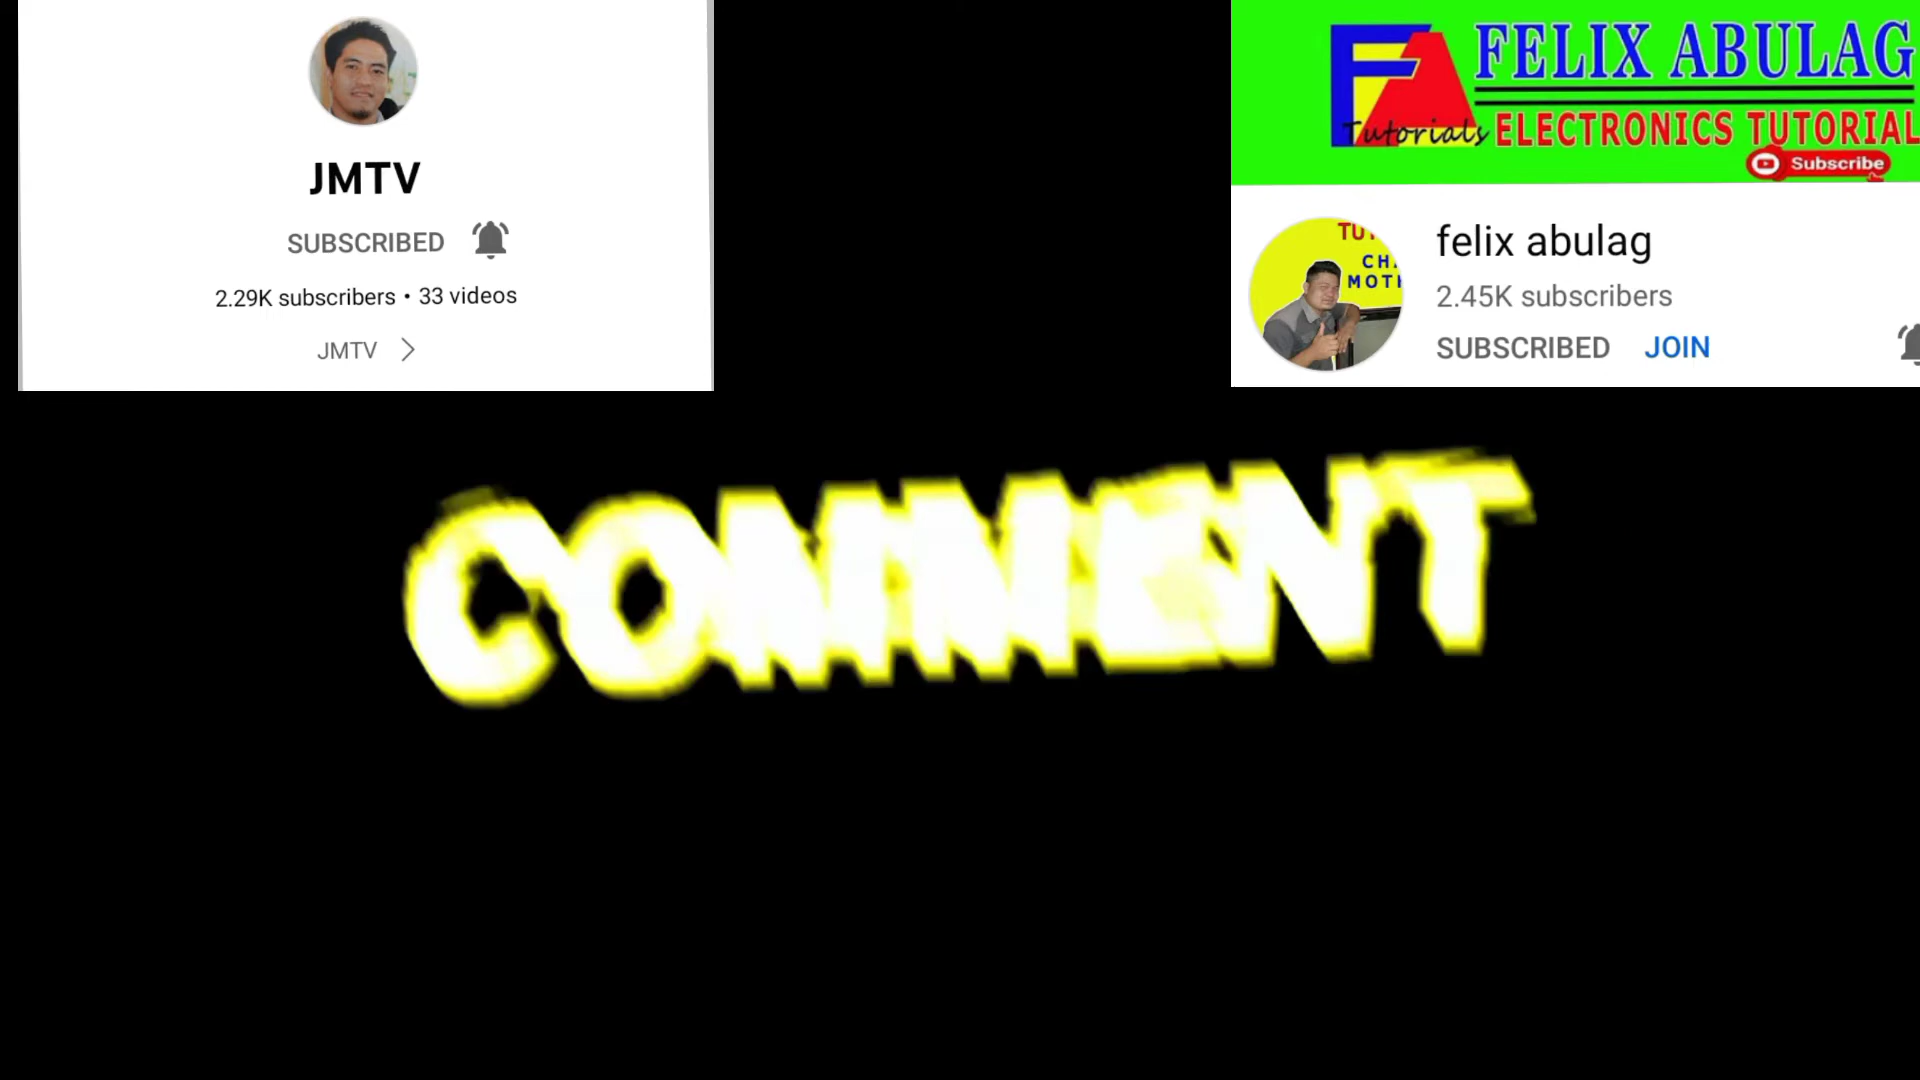 JMTV
SUBSCRIBED
2.29K subscribers • 33 videos
JMTV
FELIX ABULAG
FA
Tutorials
ELECTRONICS TUTORIAL
Subscribe
felix abulag
2.45K subscribers
SUBSCRIBED JOIN
COMMENT